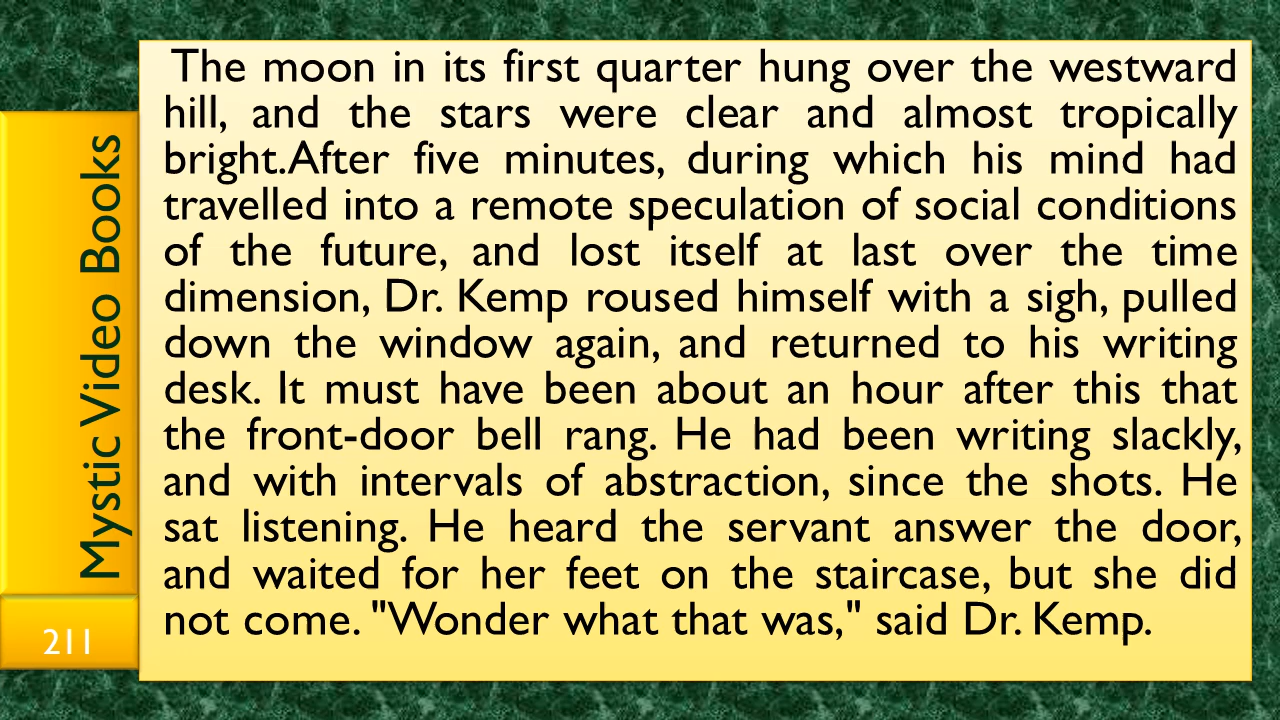 The moon in its first quarter hung over the westward
hill, and the stars were clear and almost tropically
bright. After five minutes, during which his mind had
travelled into a remote speculation of social conditions
of the future, and lost itself at last over the time
dimension, Dr. Kemp roused himself with a sigh, pulled
down the window again, and returned to his writing
desk. It must have been about an hour after this that
the front-door bell rang. He had been writing slackly,
and with intervals of abstraction, since the shots. He
sat listening. He heard the servant answer the door,
and waited for her feet on the staircase, but she did
not come. "Wonder what that was," said Dr. Kemp.
Mystic Video Books
211